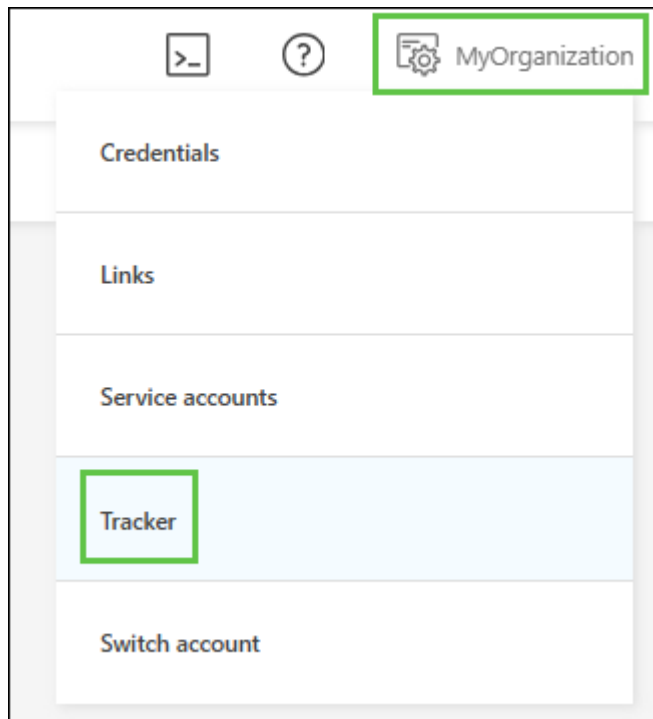 >_ ? MyOrganization
Credentials
Links
Service accounts
Tracker
Switch account